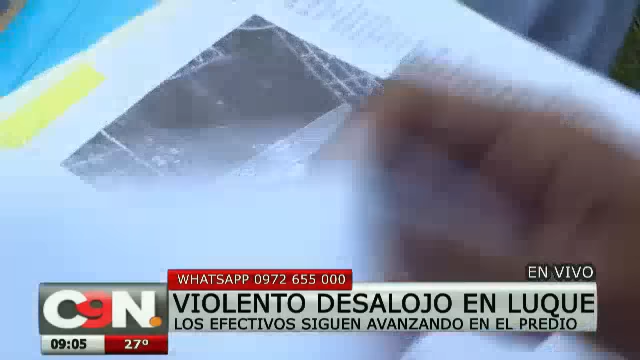 EN VIVO
WHATSAPP 0972 655 000
VIOLENTO DESALOJO EN LUQUE
LOS EFECTIVOS SIGUEN AVANZANDO EN EL PREDIO
C9N.
09:05 27°